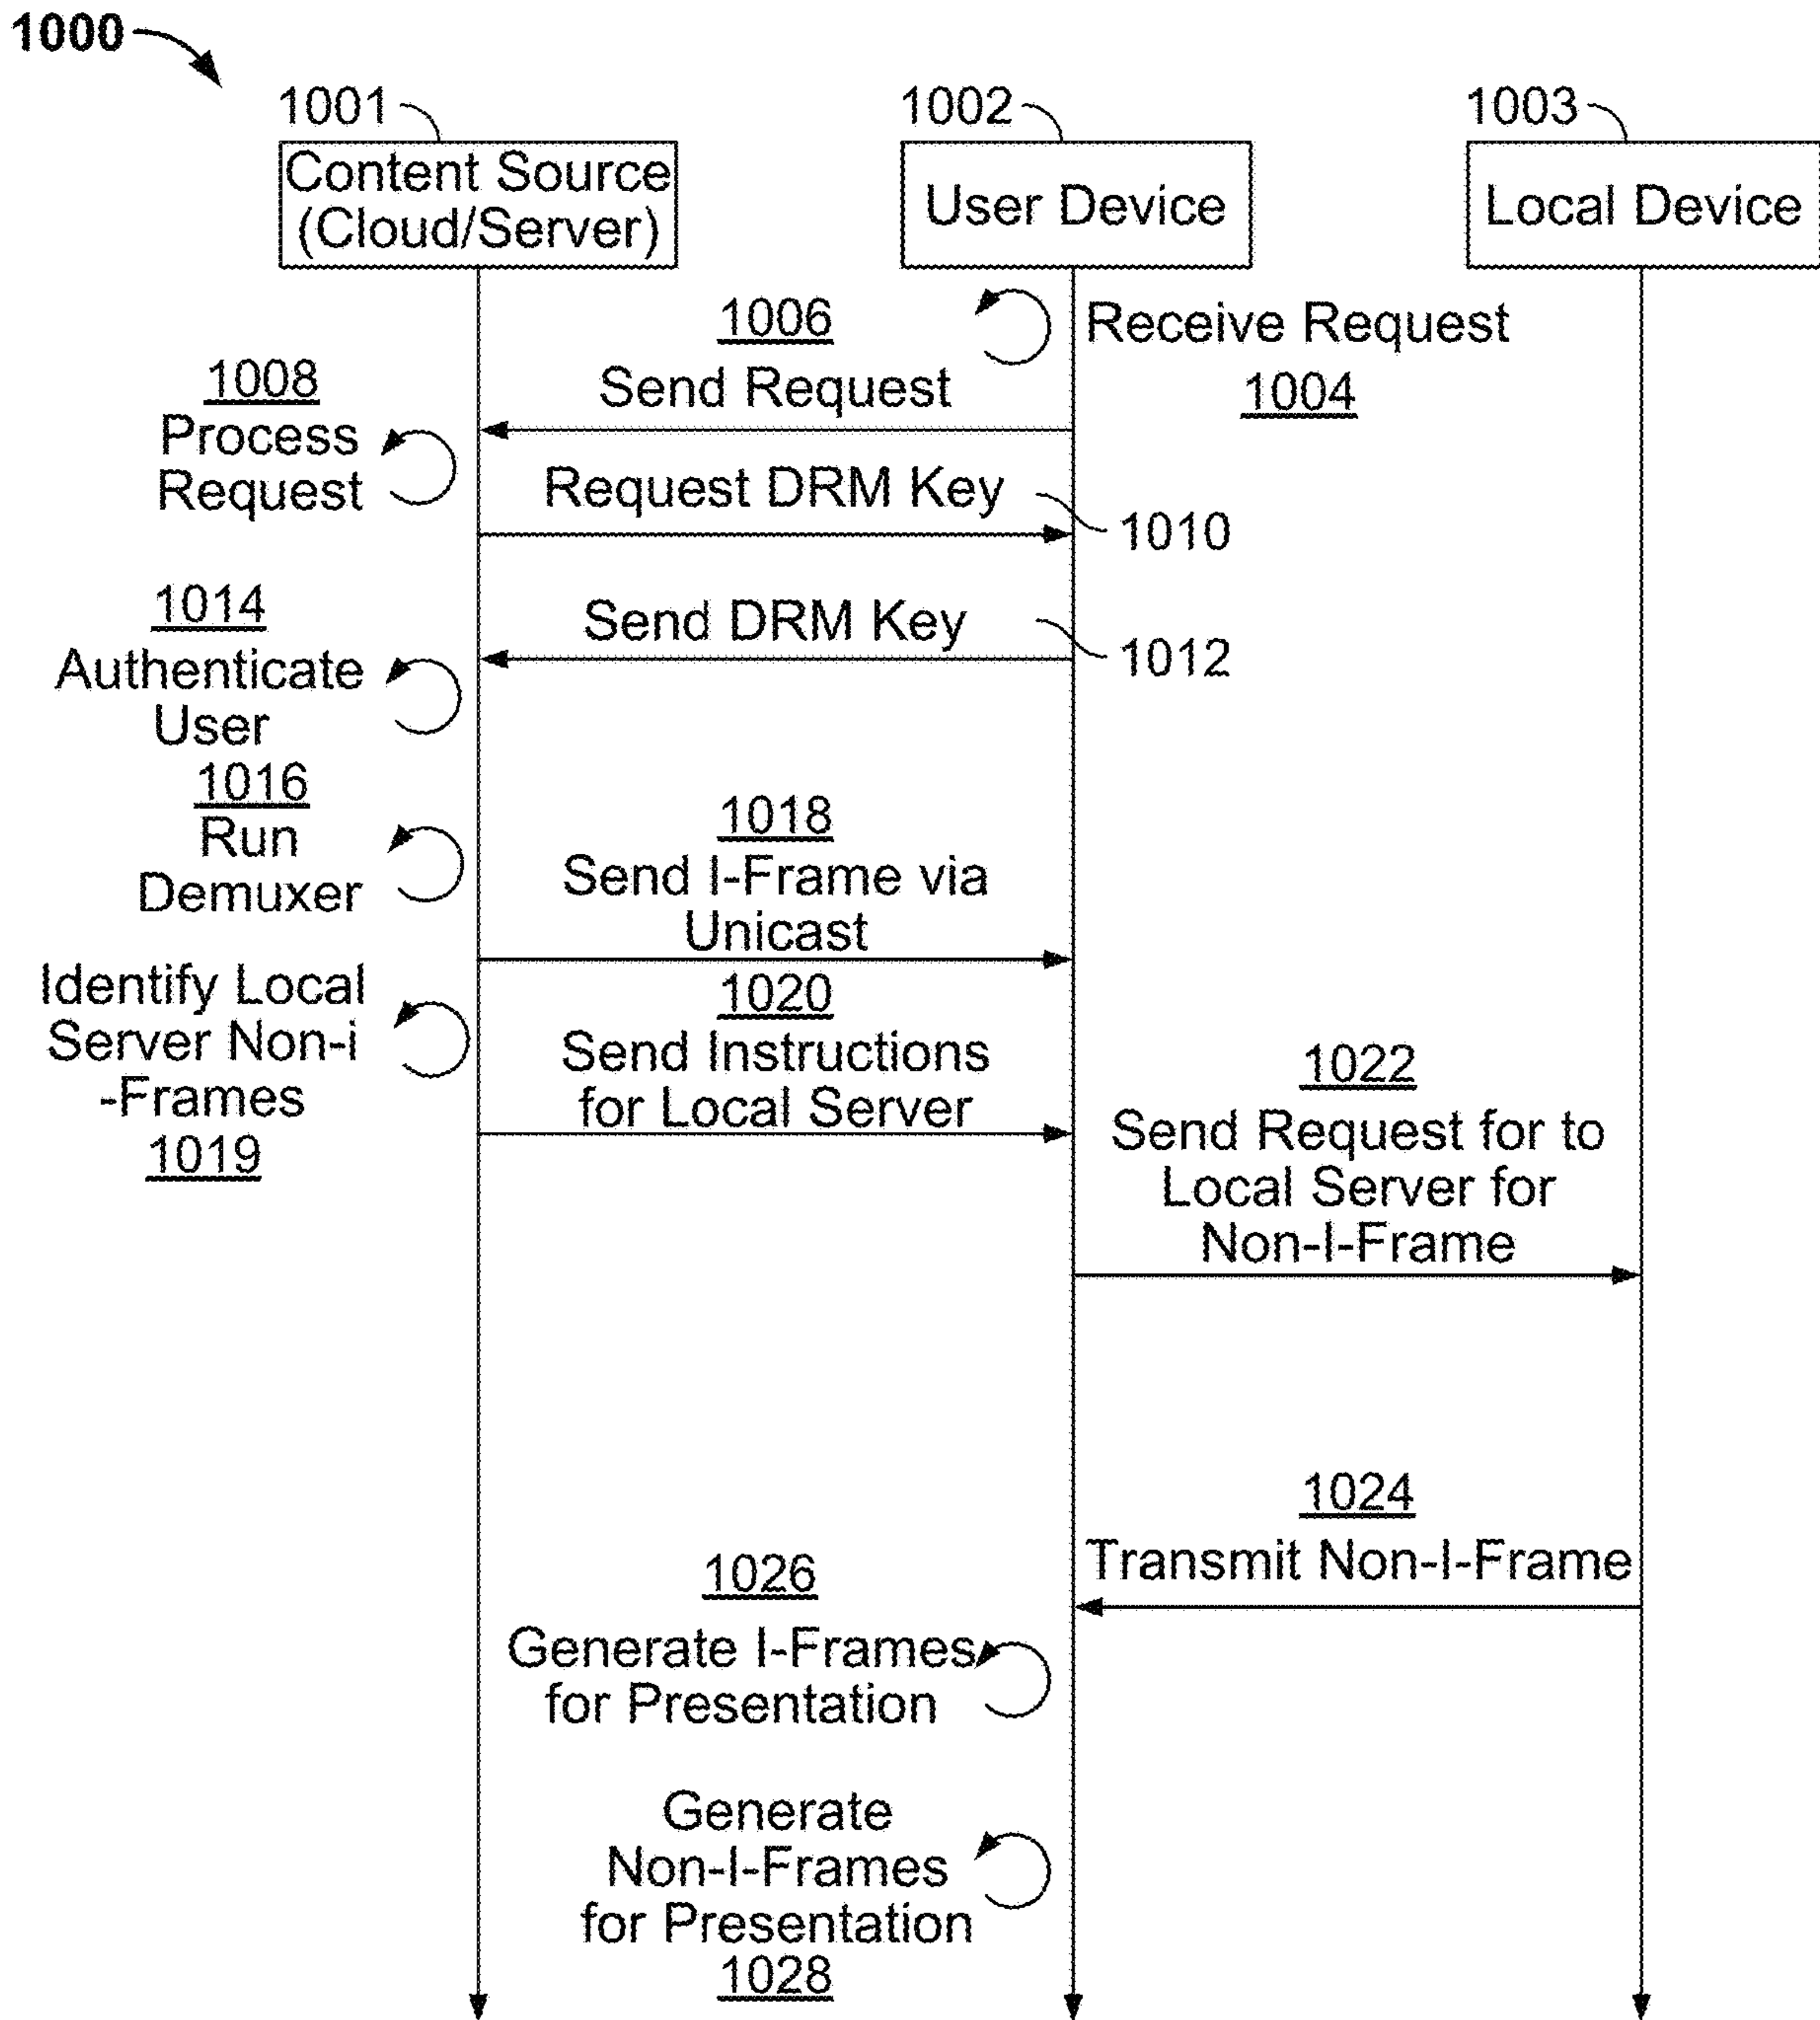 1000
1001
1002
1003
Content Source
(Cloud/Server)
User Device
Local Device
Receive Request
1004
1006
Send Request
1008
Process
Request
Request DRM Key
1010
Send DRM Key
1012
1014
Authenticate
User
1016
Run
Demuxer
1018
Send I-Frame via
Unicast
Identify Local
Server Non-i
-Frames
1019
1020
Send Instructions
for Local Server
1022
Send Request for to
Local Server for
Non-I-Frame
1024
Transmit Non-I-Frame
1026
Generate I-Frames
for Presentation
Generate
Non-I-Frames
for Presentation
1028